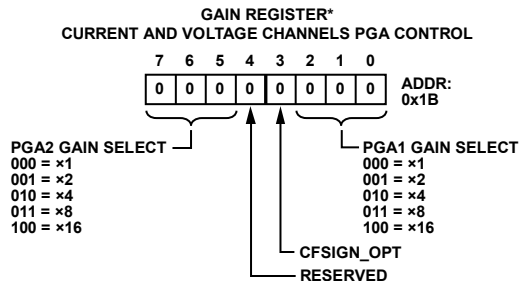 GAIN REGISTER*
CURRENT AND VOLTAGE CHANNELS PGA CONTROL
7 6 5 4 3 2 1 0
0 0 0 0 0 0 0 0
ADDR:
0x1B
PGA2 GAIN SELECT
000 = ×1
001 = ×2
010 = ×4
011 = ×8
100 = ×16
PGA1 GAIN SELECT
000 = ×1
001 = ×2
010 = ×4
011 = ×8
100 = ×16
CFSIGN_OPT
RESERVED